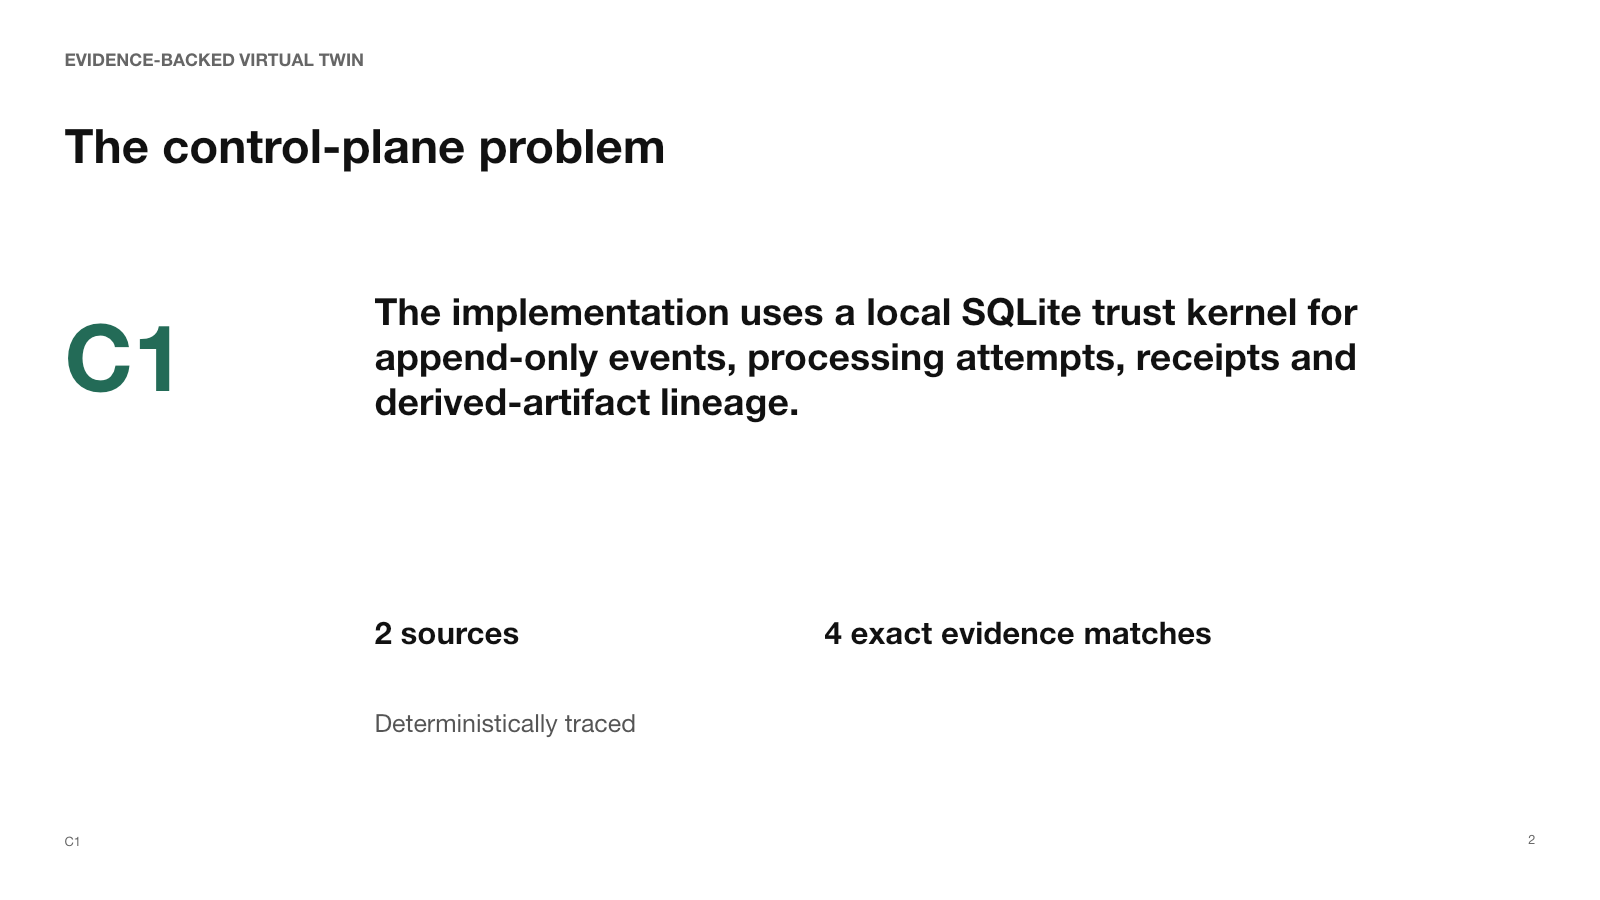 EVIDENCE-BACKED VIRTUAL TWIN
The control-plane problem
C1
The implementation uses a local SQLite trust kernel for
append-only events, processing attempts, receipts and
derived-artifact lineage.
2 sources
4 exact evidence matches
Deterministically traced
C1
2